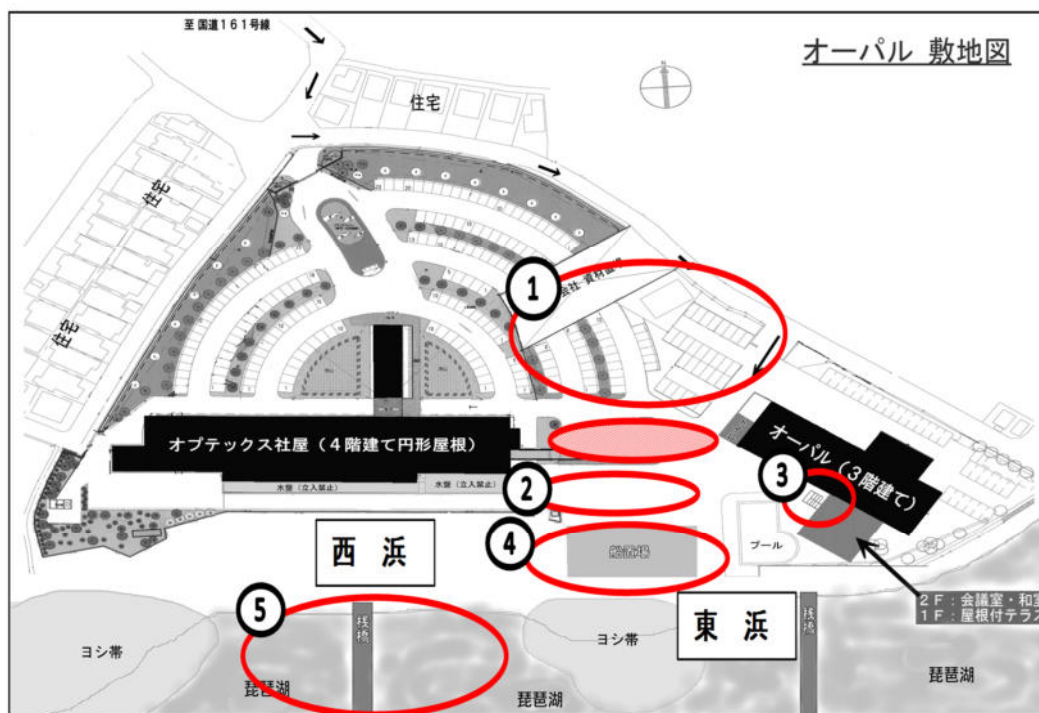 至 国道161号線
オーパル 敷地図
N
住宅
住宅
住宅
①
オプテックス社屋（4階建て円形屋根）
オーパル（3階建て）
水盤（立入禁止）
水盤（立入禁止）
②
③
④
船置場
プール
西 浜
東 浜
2F：会議室・和室
1F：屋根付テラス
⑤
桟橋
桟橋
ヨシ帯
ヨシ帯
琵琶湖
琵琶湖
琵琶湖